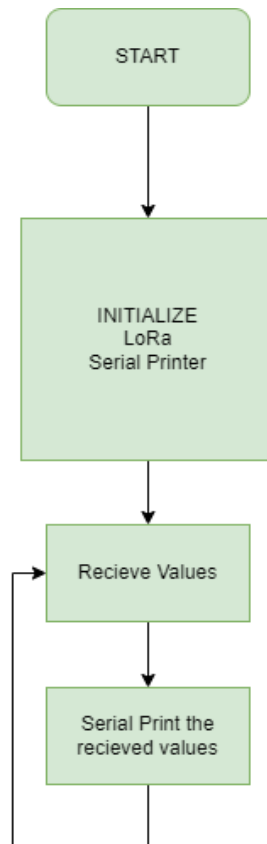 START
INITIALIZE
LoRa
Serial Printer
Recieve Values
Serial Print the
recieved values